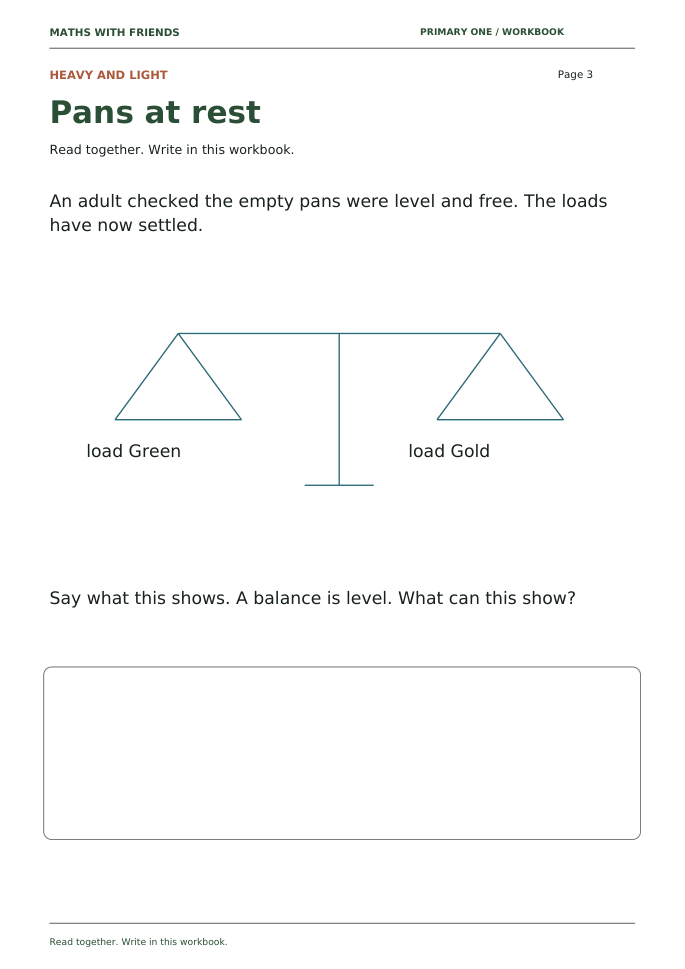 MATHS WITH FRIENDS
PRIMARY ONE / WORKBOOK
HEAVY AND LIGHT
Page 3
Pans at rest
Read together. Write in this workbook.
An adult checked the empty pans were level and free. The loads
have now settled.
load Green
load Gold
Say what this shows. A balance is level. What can this show?
Read together. Write in this workbook.